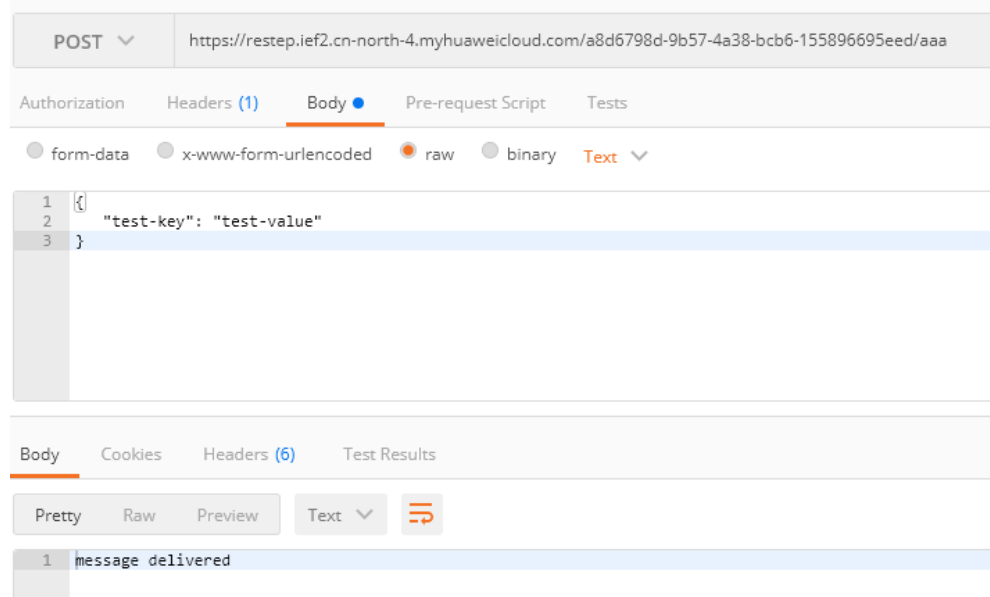 POST https://restep.ief2.cn-north-4.myhuaweicloud.com/a8d6798d-9b57-4a38-bcb6-155896695eed/aaa
Authorization Headers (1) Body Pre-request Script Tests
form-data x-www-form-urlencoded raw binary Text
1 {
2 "test-key": "test-value"
3 }
Body Cookies Headers (6) Test Results
Pretty Raw Preview Text
1 message delivered